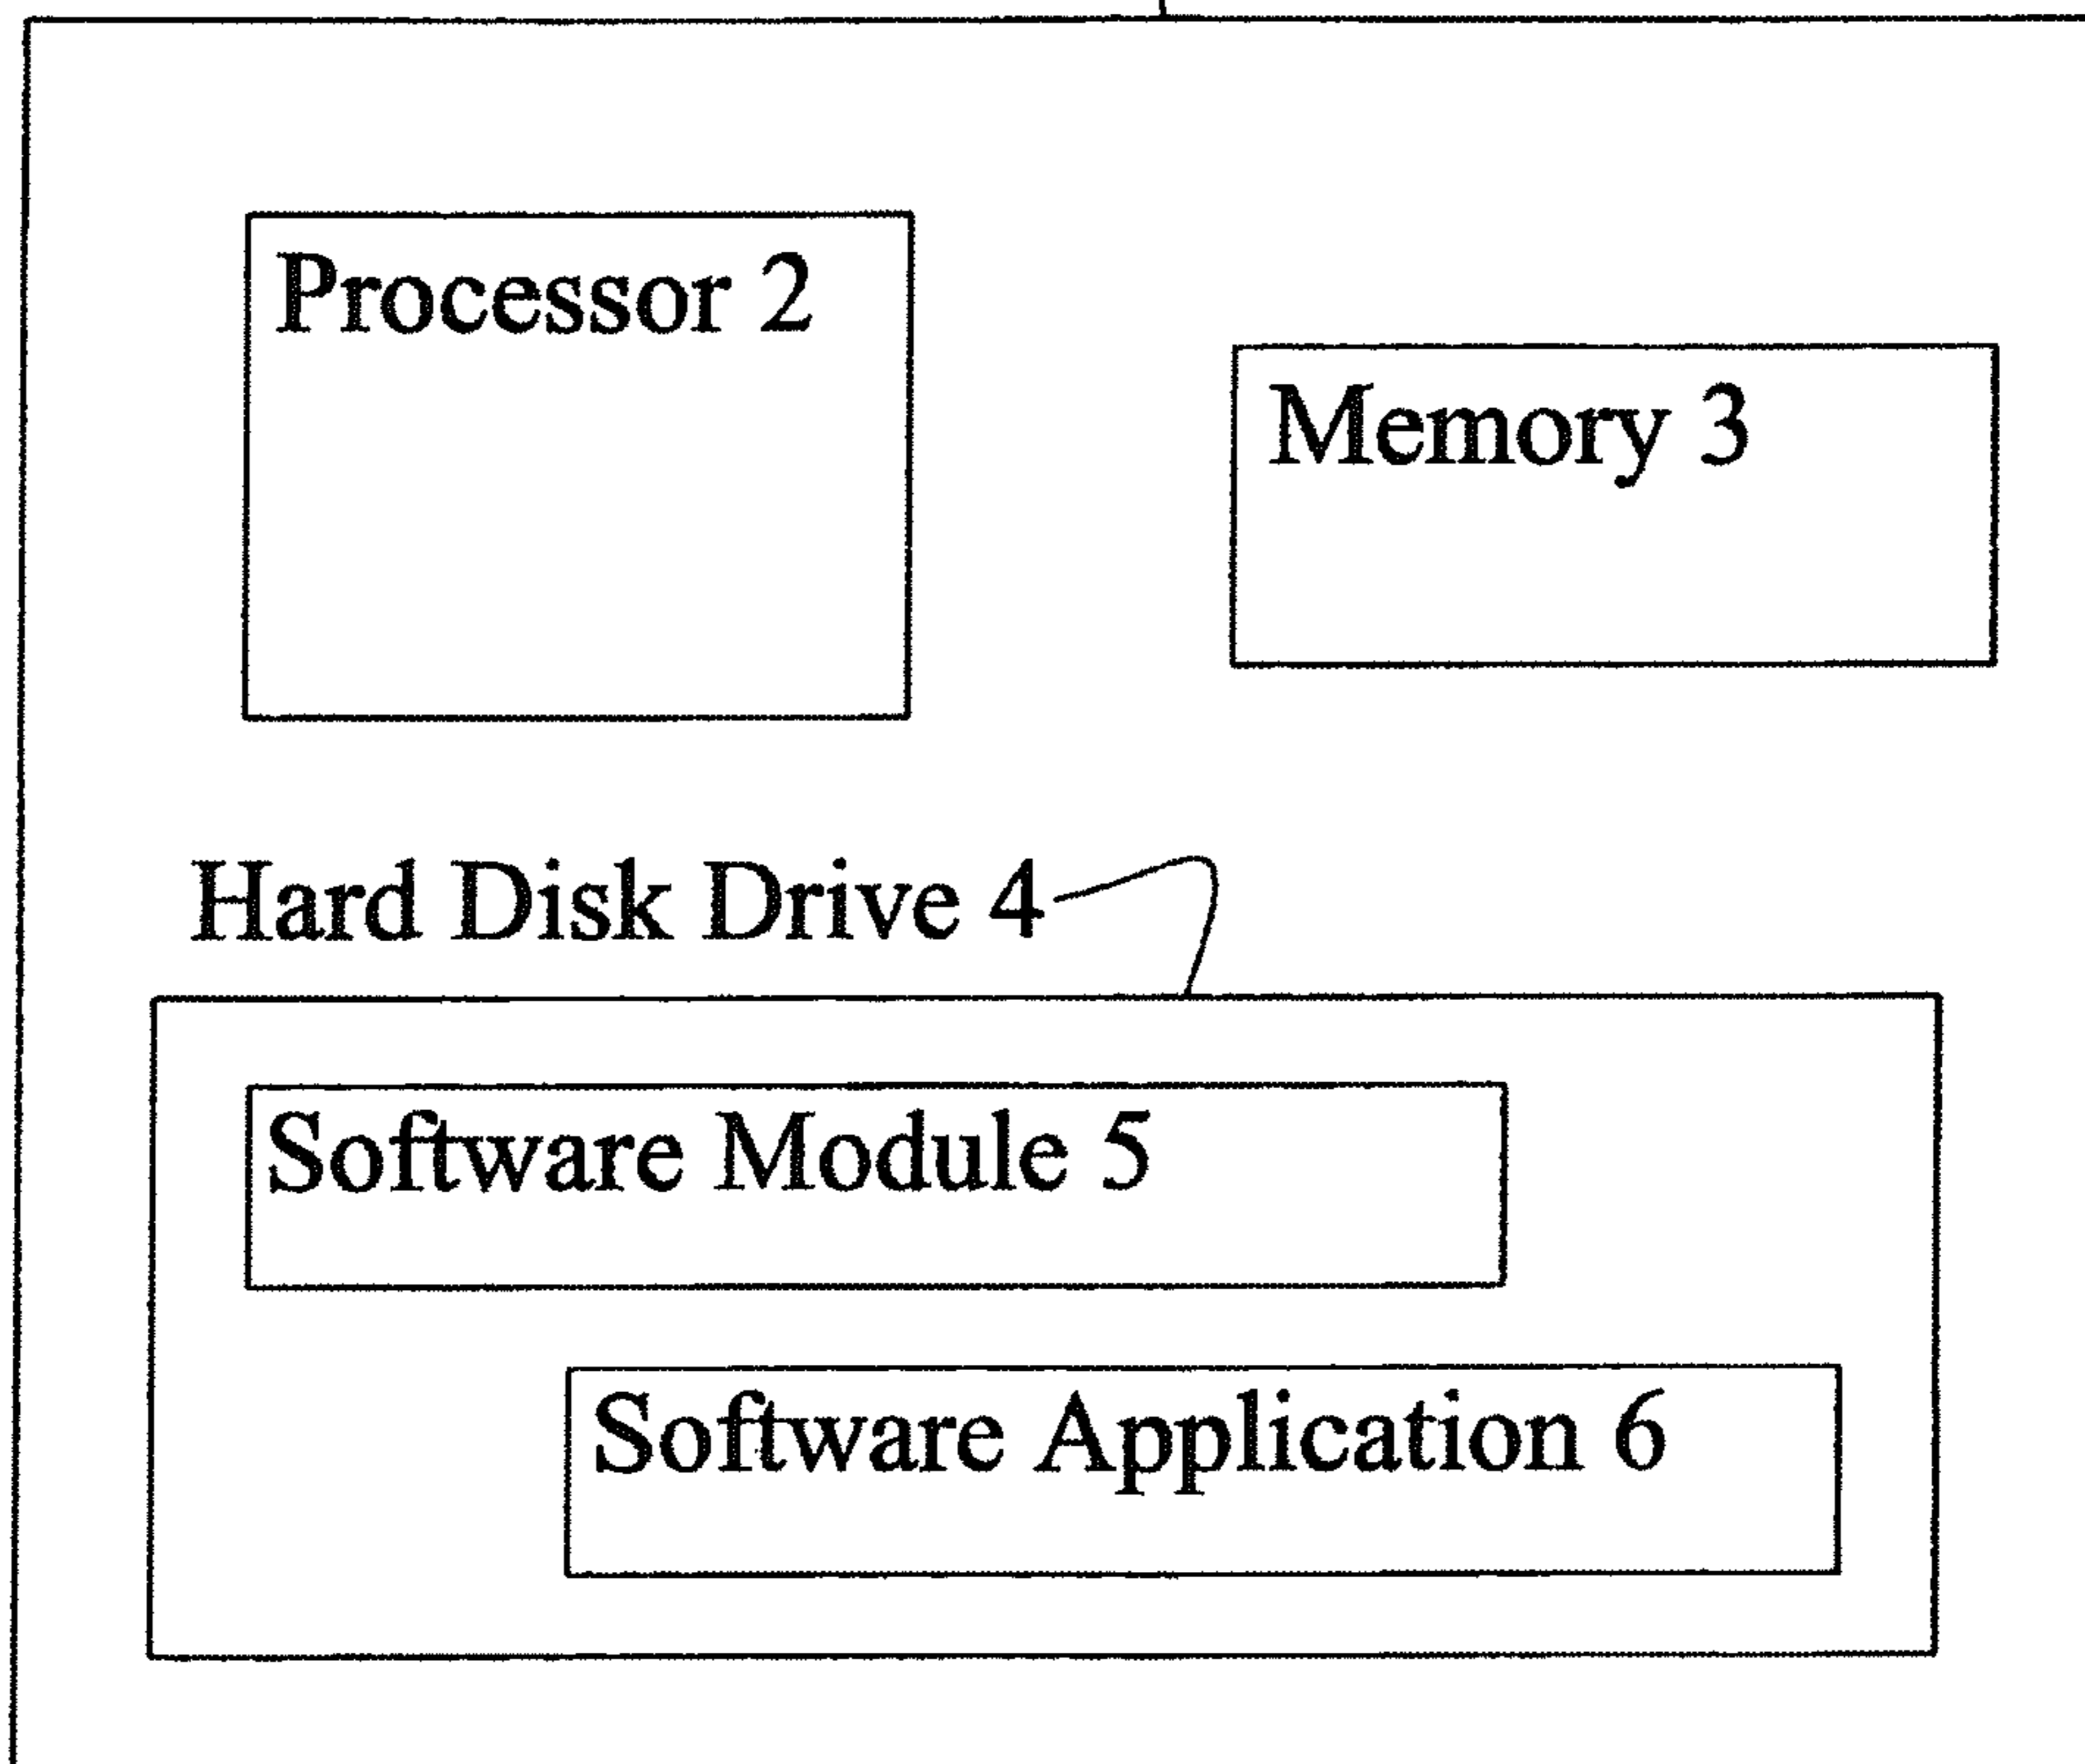 Processor 2
Memory 3
Hard Disk Drive 4
Software Module 5
Software Application 6